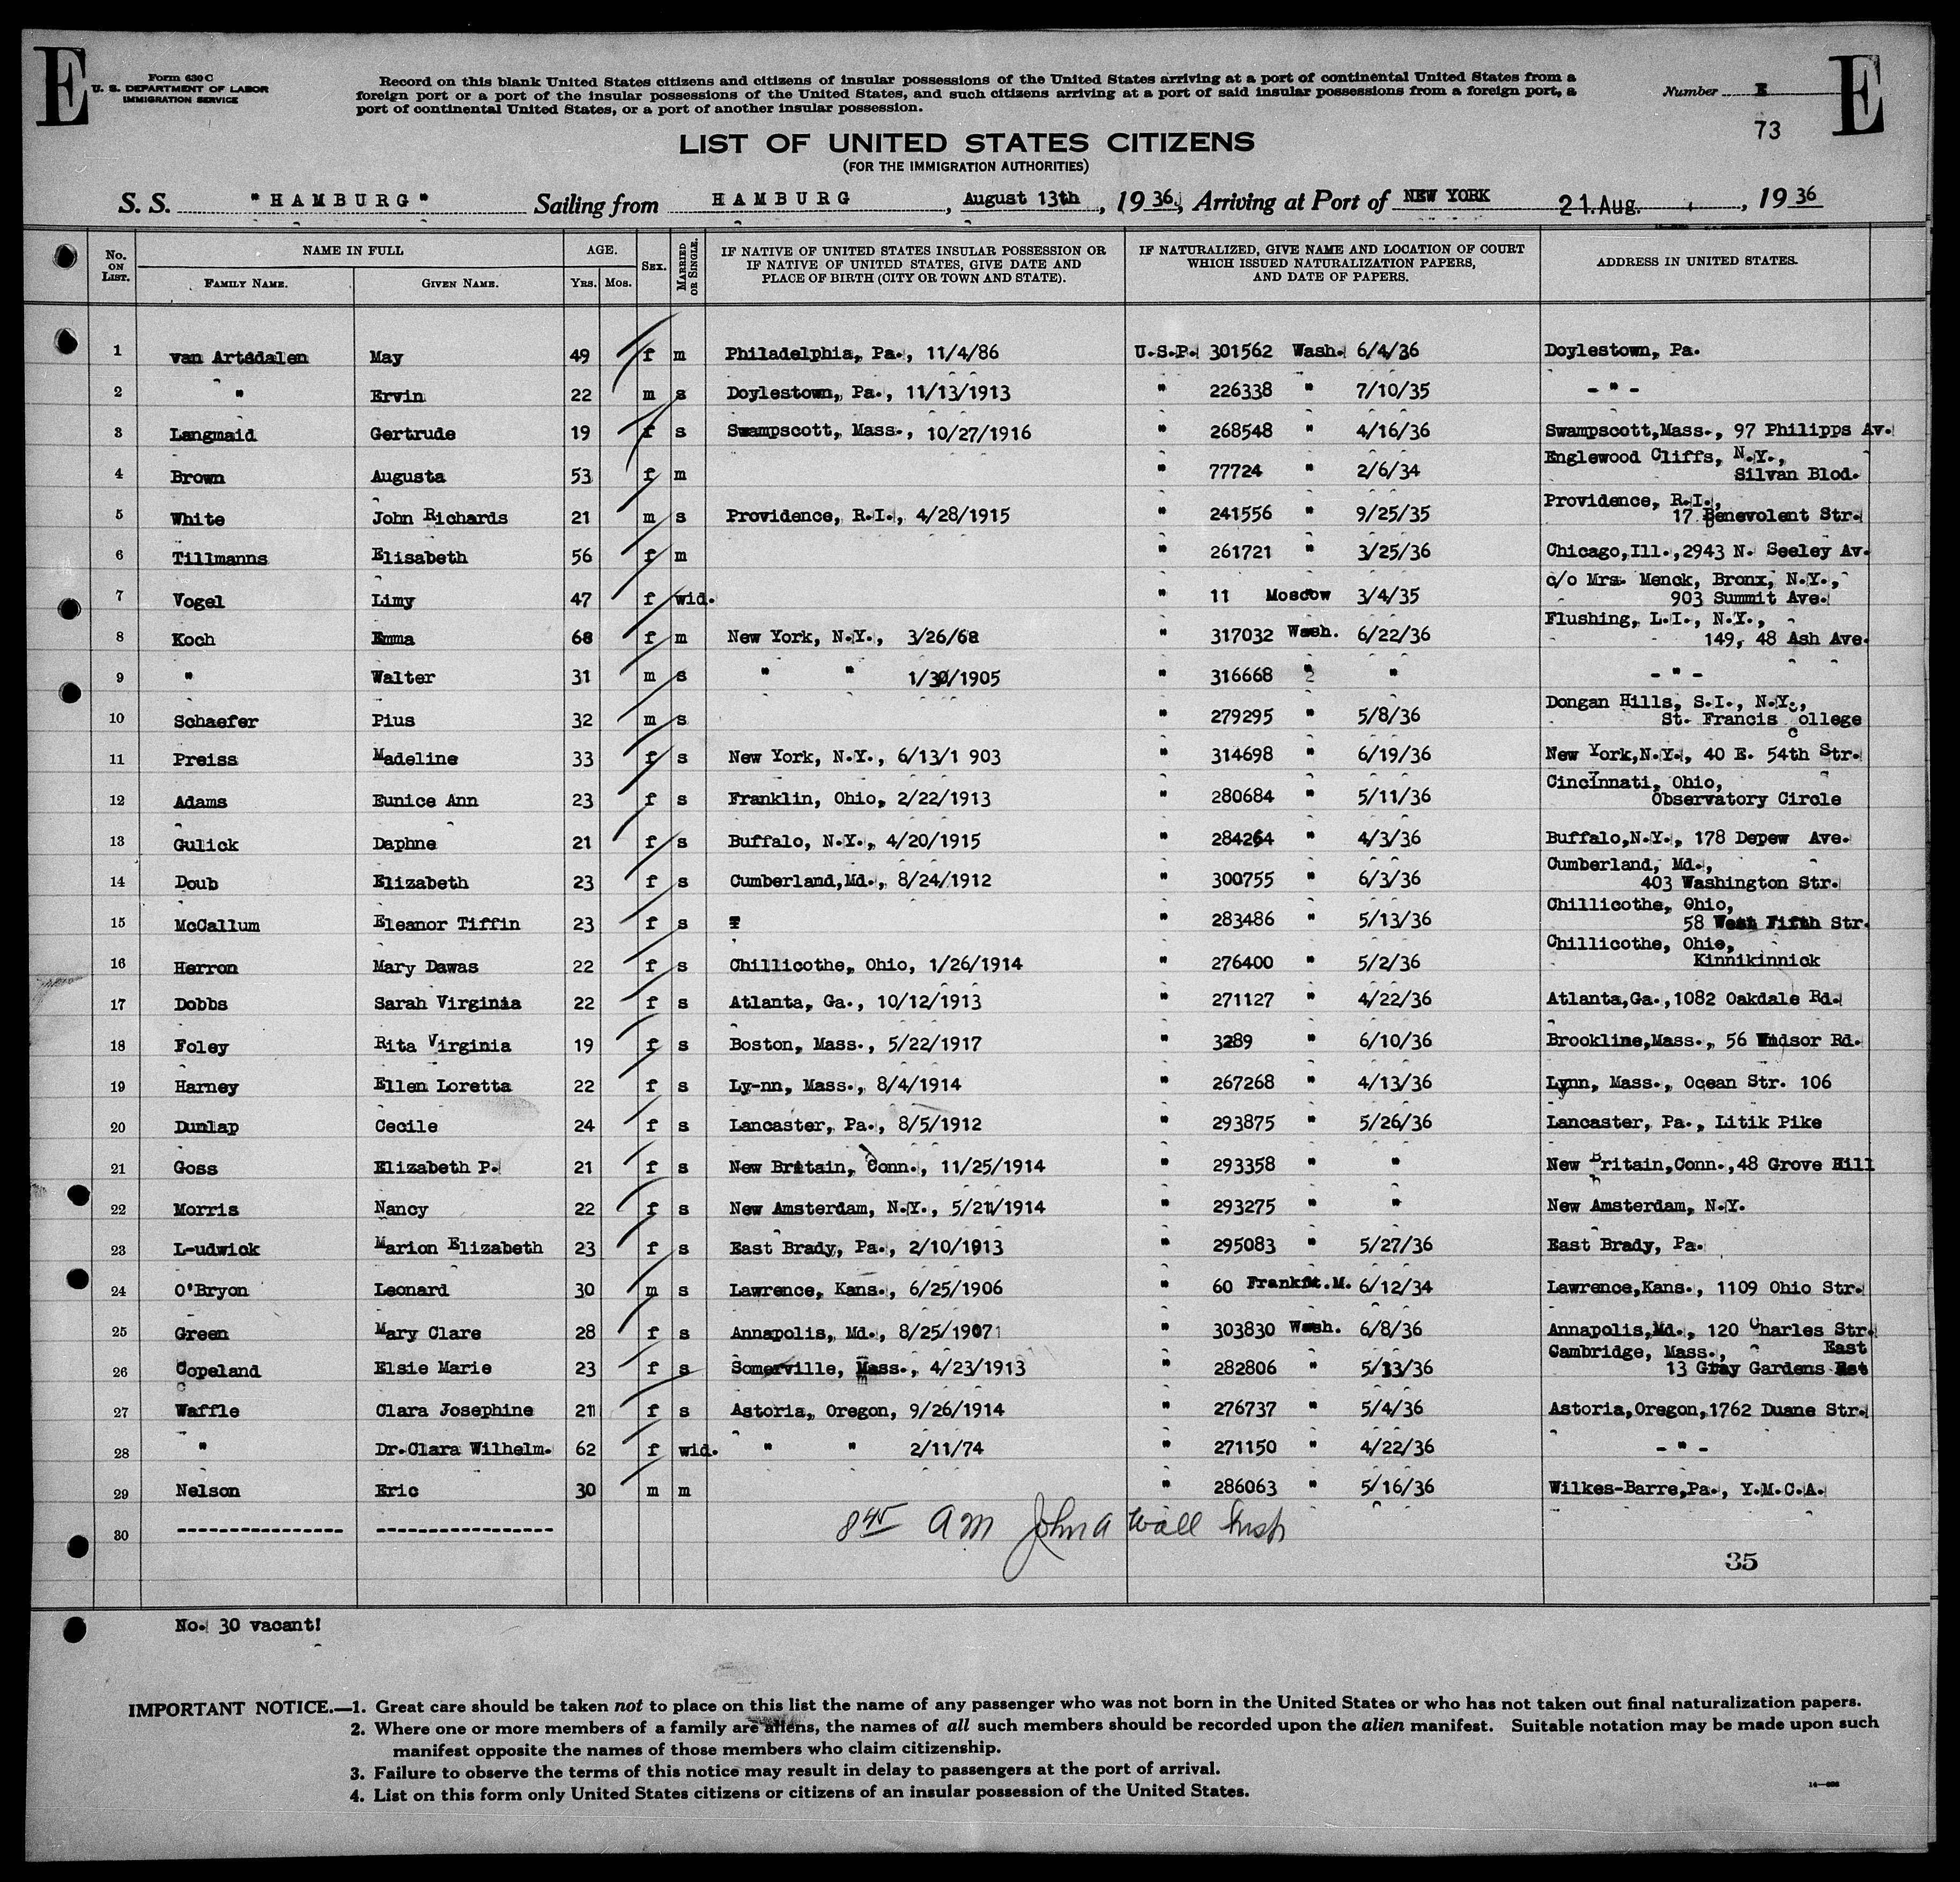 E
Form 630 C
U. S. DEPARTMENT OF LABOR
IMMIGRATION SERVICE
Record on this blank United States citizens and citizens of insular possessions of the United States arriving at a port of continental United States from a
foreign port or a port of the insular possessions of the United States, and such citizens arriving at a port of said insular possessions from a foreign port, a
port of continental United States, or a port of another insular possession.
Number E
E
73
LIST OF UNITED STATES CITIZENS
(FOR THE IMMIGRATION AUTHORITIES)
S. S. "HAMBURG" Sailing from HAMBURG, August 13th, 1936, Arriving at Port of NEW YORK 21. Aug., 1936
No. ON LIST. NAME IN FULL FAMILY NAME. GIVEN NAME. AGE. YRS. MOS. SEX. MARRIED OR SINGLE. IF NATIVE OF UNITED STATES INSULAR POSSESSION OR IF NATIVE OF UNITED STATES, GIVE DATE AND PLACE OF BIRTH (CITY OR TOWN AND STATE). IF NATURALIZED, GIVE NAME AND LOCATION OF COURT WHICH ISSUED NATURALIZATION PAPERS, AND DATE OF PAPERS. ADDRESS IN UNITED STATES.
1 van Artsdalen May 49 f m Philadelphia, Pa., 11/4/86 U.S.P. 301562 Wash. 6/4/36 Doylestown, Pa.
2 " Ervin 22 m s Doylestown, Pa., 11/13/1913 " 226338 " 7/10/35 - " -
3 Langmaid Gertrude 19 f s Swampscott, Mass., 10/27/1916 " 268548 " 4/16/36 Swampscott,Mass., 97 Philipps Av.
4 Brown Augusta 53 f m " 77724 " 2/6/34 Englewood Cliffs, N.Y., Silvan Blod.
5 White John Richards 21 m s Providence, R.I., 4/28/1915 " 241556 " 9/25/35 Providence, R.I., 17 Benevolent Str.
6 Tillmanns Elisabeth 56 f m " 261721 " 3/25/36 Chicago,Ill.,2943 N. Seeley Av.
7 Vogel Limy 47 f wid. " 11 Moscow 3/4/35 c/o Mrs. Menck, Bronx, N.Y., 903 Summit Ave.
8 Koch Emma 68 f m New York, N.Y., 3/26/68 " 317032 Wash. 6/22/36 Flushing, L.I., N.Y., 149, 48 Ash Ave.
9 " Walter 31 m s " " 1/30/1905 " 316668 " " - " -
10 Schaefer Pius 32 m s " 279295 " 5/8/36 Dongan Hills, S.I., N.Y., St. Francis College
11 Preiss Madeline 33 f s New York, N.Y., 6/13/1 903 " 314698 " 6/19/36 New York,N.Y., 40 E. 54th Str.
12 Adams Eunice Ann 23 f s Franklin, Ohio, 2/22/1913 " 280684 " 5/11/36 Cincinnati, Ohio, Observatory Circle
13 Gulick Daphne 21 f s Buffalo, N.Y., 4/20/1915 " 284264 " 4/3/36 Buffalo,N.Y., 178 Depew Ave.
14 Doub Elizabeth 23 f s Cumberland,Md., 8/24/1912 " 300755 " 6/3/36 Cumberland, Md., 403 Washington Str.
15 McCallum Eleanor Tiffin 23 f s " 283486 " 5/13/36 Chillicothe, Ohio, 58 West Fifth Str.
16 Herron Mary Dawas 22 f s Chillicothe, Ohio, 1/26/1914 " 276400 " 5/2/36 Chillicothe, Ohio, Kinnikinnick
17 Dobbs Sarah Virginia 22 f s Atlanta, Ga., 10/12/1913 " 271127 " 4/22/36 Atlanta,Ga.,1082 Oakdale Rd.
18 Foley Rita Virginia 19 f s Boston, Mass., 5/22/1917 " 3289 " 6/10/36 Brookline,Mass., 56 Windsor Rd.
19 Harney Ellen Loretta 22 f s Ly-nn, Mass., 8/4/1914 " 267268 " 4/13/36 Lynn, Mass., Ocean Str. 106
20 Dunlap Cecile 24 f s Lancaster, Pa., 8/5/1912 " 293875 " 5/26/36 Lancaster, Pa., Litik Pike
21 Goss Elizabeth P. 21 f s New Britain, Conn., 11/25/1914 " 293358 " " New Britain,Conn.,48 Grove Hill
22 Morris Nancy 22 f s New Amsterdam, N.Y., 5/21/1914 " 293275 " " New Amsterdam, N.Y.
23 L-udwick Marion Elizabeth 23 f s East Brady, Pa., 2/10/1913 " 295083 " 5/27/36 East Brady, Pa.
24 O'Bryon Leonard 30 m s Lawrence, Kans., 6/25/1906 " 60 Frankft.M. 6/12/34 Lawrence,Kans., 1109 Ohio Str.
25 Green Mary Clare 28 f s Annapolis, Md., 8/25/1907 " 303830 Wash. 6/8/36 Annapolis,Md., 120 Charles Str.
26 Copeland Elsie Marie 23 f s Somerville, Mass., 4/23/1913 " 282806 " 5/13/36 Cambridge, Mass., 13 Gray Gardens East
27 Waffle Clara Josephine 21 f s Astoria, Oregon, 9/26/1914 " 276737 " 5/4/36 Astoria,Oregon,1762 Duane Str.
28 " Dr.Clara Wilhelm. 62 f wid. " " 2/11/74 " 271150 " 4/22/36 - " -
29 Nelson Eric 30 m m " 286063 " 5/16/36 Wilkes-Barre,Pa., Y.M.C.A.
30 ---------------- -----------------
8 45 AM John A Wall Insp
35
No. 30 vacant!
IMPORTANT NOTICE.—1. Great care should be taken not to place on this list the name of any passenger who was not born in the United States or who has not taken out final naturalization papers.
2. Where one or more members of a family are aliens, the names of all such members should be recorded upon the alien manifest. Suitable notation may be made upon such
manifest opposite the names of those members who claim citizenship.
3. Failure to observe the terms of this notice may result in delay to passengers at the port of arrival.
4. List on this form only United States citizens or citizens of an insular possession of the United States.